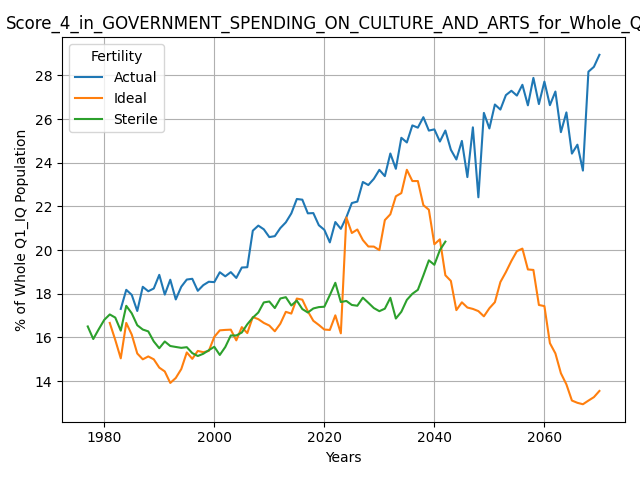 Score_4_in_GOVERNMENT_SPENDING_ON_CULTURE_AND_ARTS_for_Whole_Q
Fertility
Actual
Ideal
Sterile
% of Whole Q1_IQ Population
28
26
24
22
20
18
16
14
1980 2000 2020 2040 2060
Years